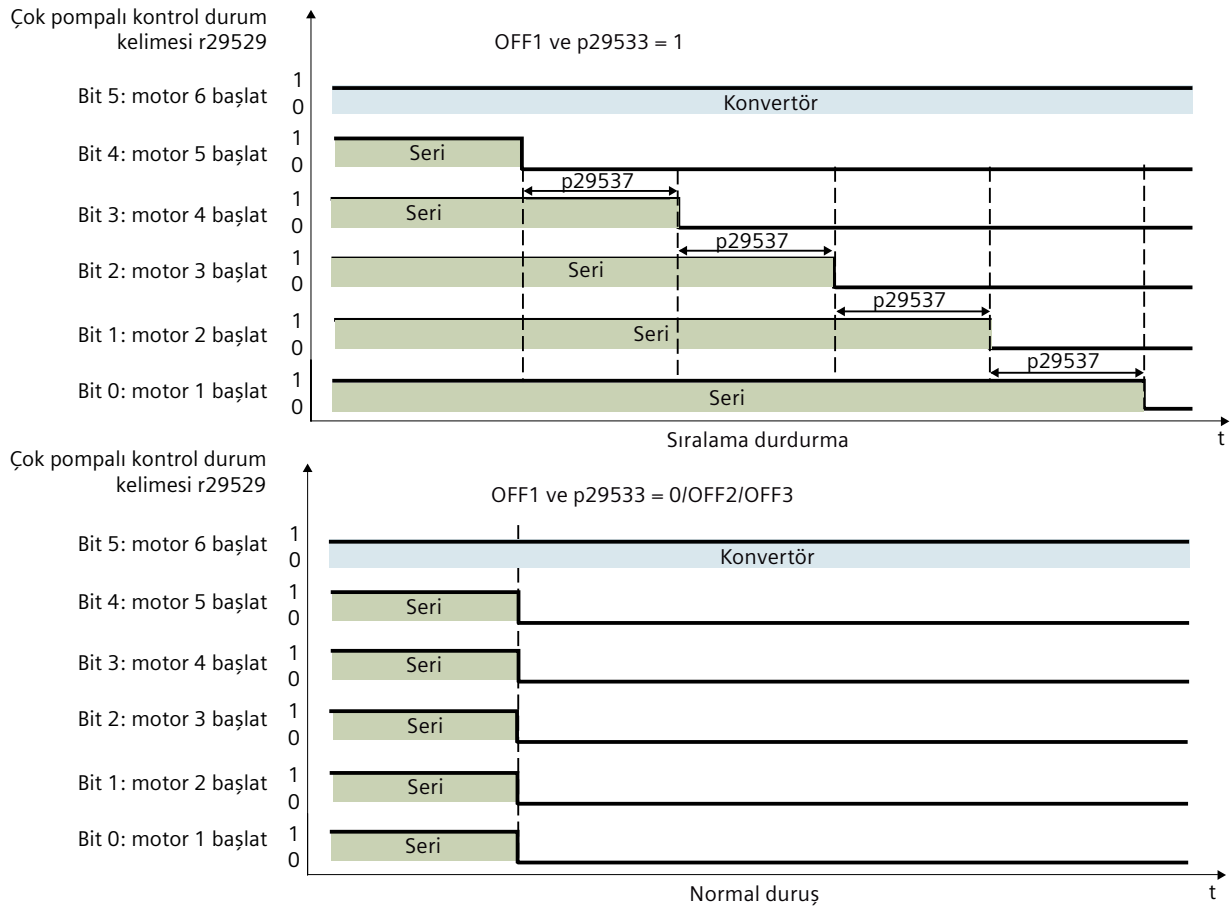 Çok pompalı kontrol durum
kelimesi r29529
OFF1 ve p29533 = 1
Bit 5: motor 6 başlat
1
0
Konvertör
Bit 4: motor 5 başlat
1
0
Seri
p29537
Bit 3: motor 4 başlat
1
0
Seri
p29537
Bit 2: motor 3 başlat
1
0
Seri
p29537
Bit 1: motor 2 başlat
1
0
Seri
p29537
Bit 0: motor 1 başlat
1
0
Seri
Sıralama durdurma
t
Çok pompalı kontrol durum
kelimesi r29529
OFF1 ve p29533 = 0/OFF2/OFF3
Bit 5: motor 6 başlat
1
0
Konvertör
Bit 4: motor 5 başlat
1
0
Seri
Bit 3: motor 4 başlat
1
0
Seri
Bit 2: motor 3 başlat
1
0
Seri
Bit 1: motor 2 başlat
1
0
Seri
Bit 0: motor 1 başlat
1
0
Seri
Normal duruş
t